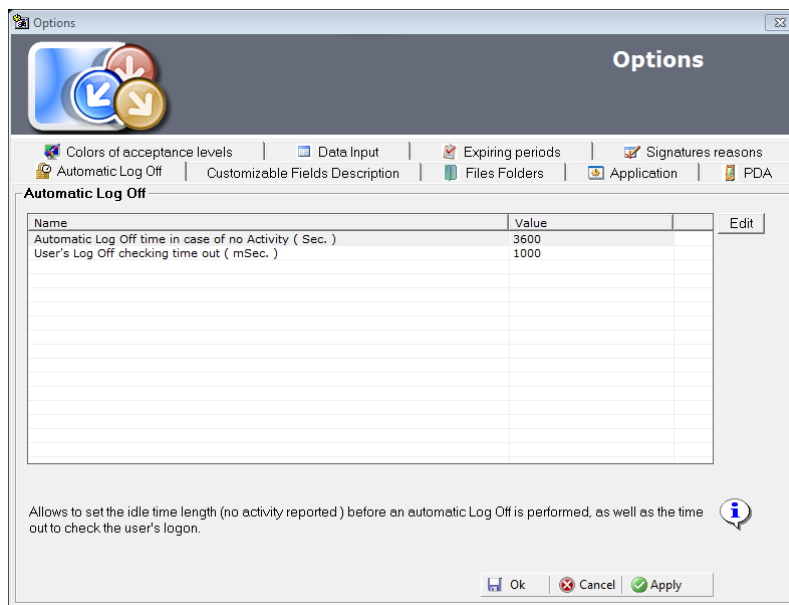 Options
Options
Colors of acceptance levels Data Input Expiring periods Signatures reasons
Automatic Log Off Customizable Fields Description Files Folders Application PDA
Automatic Log Off
Name Value Edit
Automatic Log Off time in case of no Activity ( Sec. ) 3600
User's Log Off checking time out ( mSec. ) 1000
Allows to set the idle time length (no activity reported ) before an automatic Log Off is performed, as well as the time
out to check the user's logon.
Ok Cancel Apply